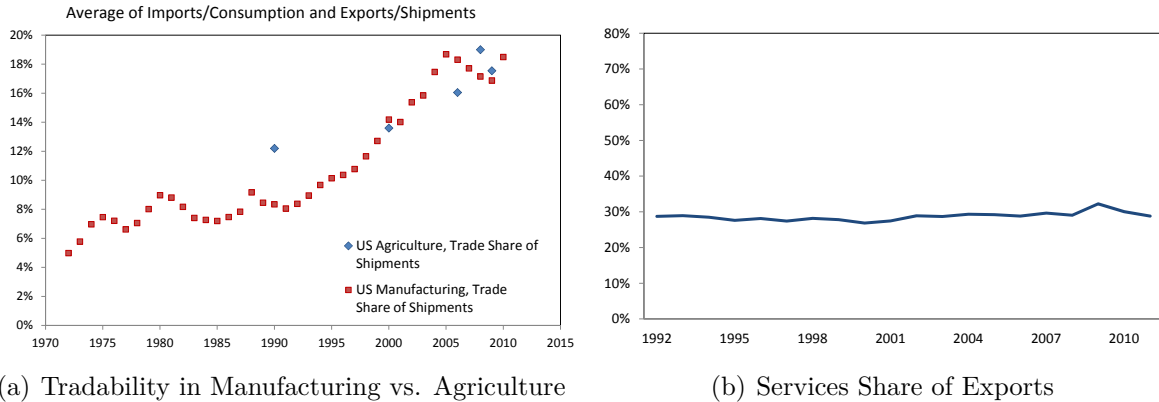 Average of Imports/Consumption and Exports/Shipments
20%
18%
16%
14%
12%
10%
8%
6%
4%
2%
0%
1970 1975 1980 1985 1990 1995 2000 2005 2010 2015
US Agriculture, Trade Share of
Shipments
US Manufacturing, Trade
Share of Shipments
80%
70%
60%
50%
40%
30%
20%
10%
0%
1992 1995 1998 2001 2004 2007 2010
a) Tradability in Manufacturing vs. Agriculture
(b) Services Share of Exports